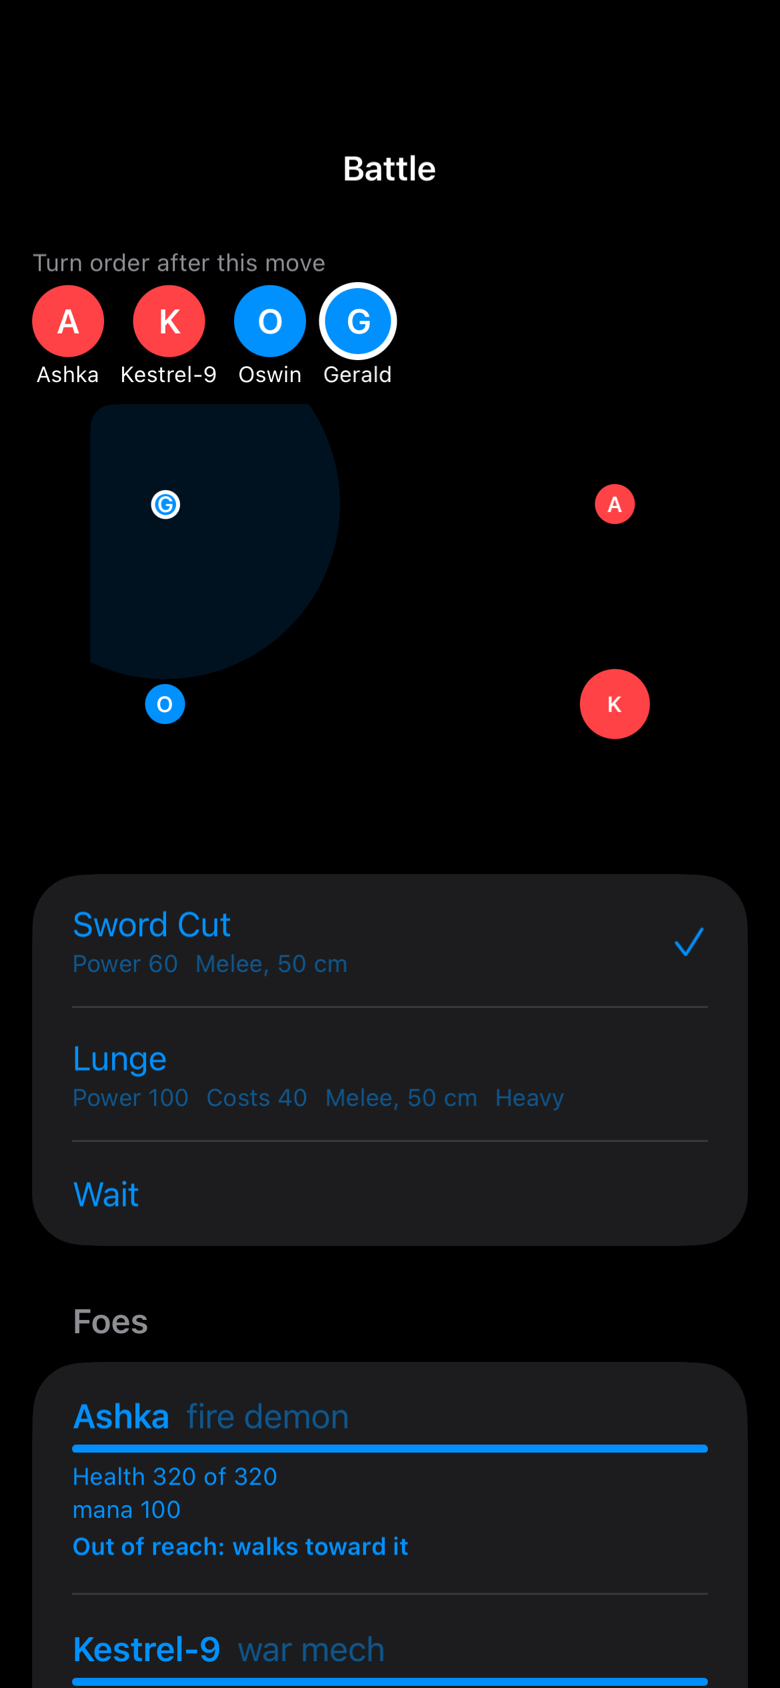 Battle
Turn order after this move
A K O G
Ashka Kestrel-9 Oswin Gerald
G A
O K
Sword Cut
Power 60 Melee, 50 cm
Lunge
Power 100 Costs 40 Melee, 50 cm Heavy
Wait
Foes
Ashka fire demon
Health 320 of 320
mana 100
Out of reach: walks toward it
Kestrel-9 war mech